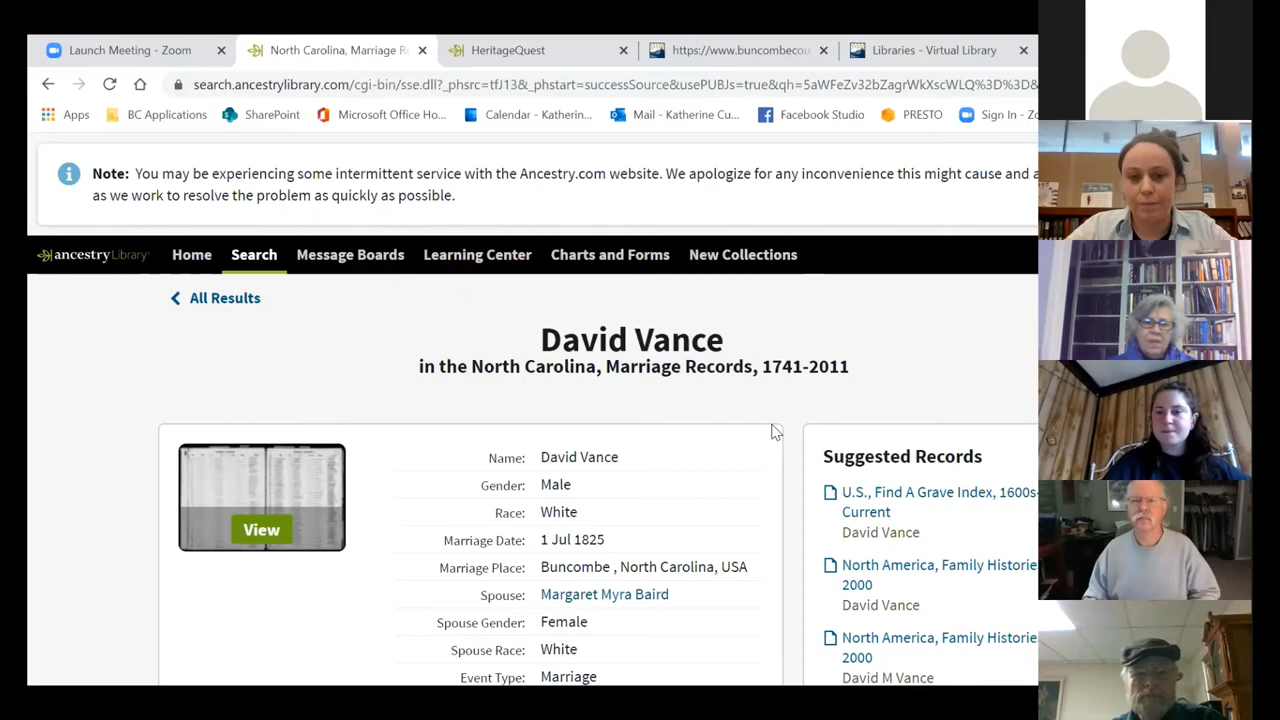 Launch Meeting - Zoom
North Carolina, Marriage Re
HeritageQuest
https://www.buncombecou
Libraries - Virtual Library
search.ancestrylibrary.com/cgi-bin/sse.dll?_phsrc=tfJ13&_phstart=successSource&usePUBJs=true&qh=5aWFeZv32bZagrWkXscWLQ%3D%3D&
Apps
BC Applications
SharePoint
Microsoft Office Ho...
Calendar - Katherin...
Mail - Katherine Cu...
Facebook Studio
PRESTO
Sign In - Zo
Note: You may be experiencing some intermittent service with the Ancestry.com website. We apologize for any inconvenience this might cause and a
as we work to resolve the problem as quickly as possible.
ancestryLibrary
Home
Search
Message Boards
Learning Center
Charts and Forms
New Collections
All Results
David Vance
in the North Carolina, Marriage Records, 1741-2011
View
Name: David Vance
Gender: Male
Race: White
Marriage Date: 1 Jul 1825
Marriage Place: Buncombe , North Carolina, USA
Spouse: Margaret Myra Baird
Spouse Gender: Female
Spouse Race: White
Event Type: Marriage
Suggested Records
U.S., Find A Grave Index, 1600s-
Current
David Vance
North America, Family Historie
2000
David Vance
North America, Family Historie
2000
David M Vance